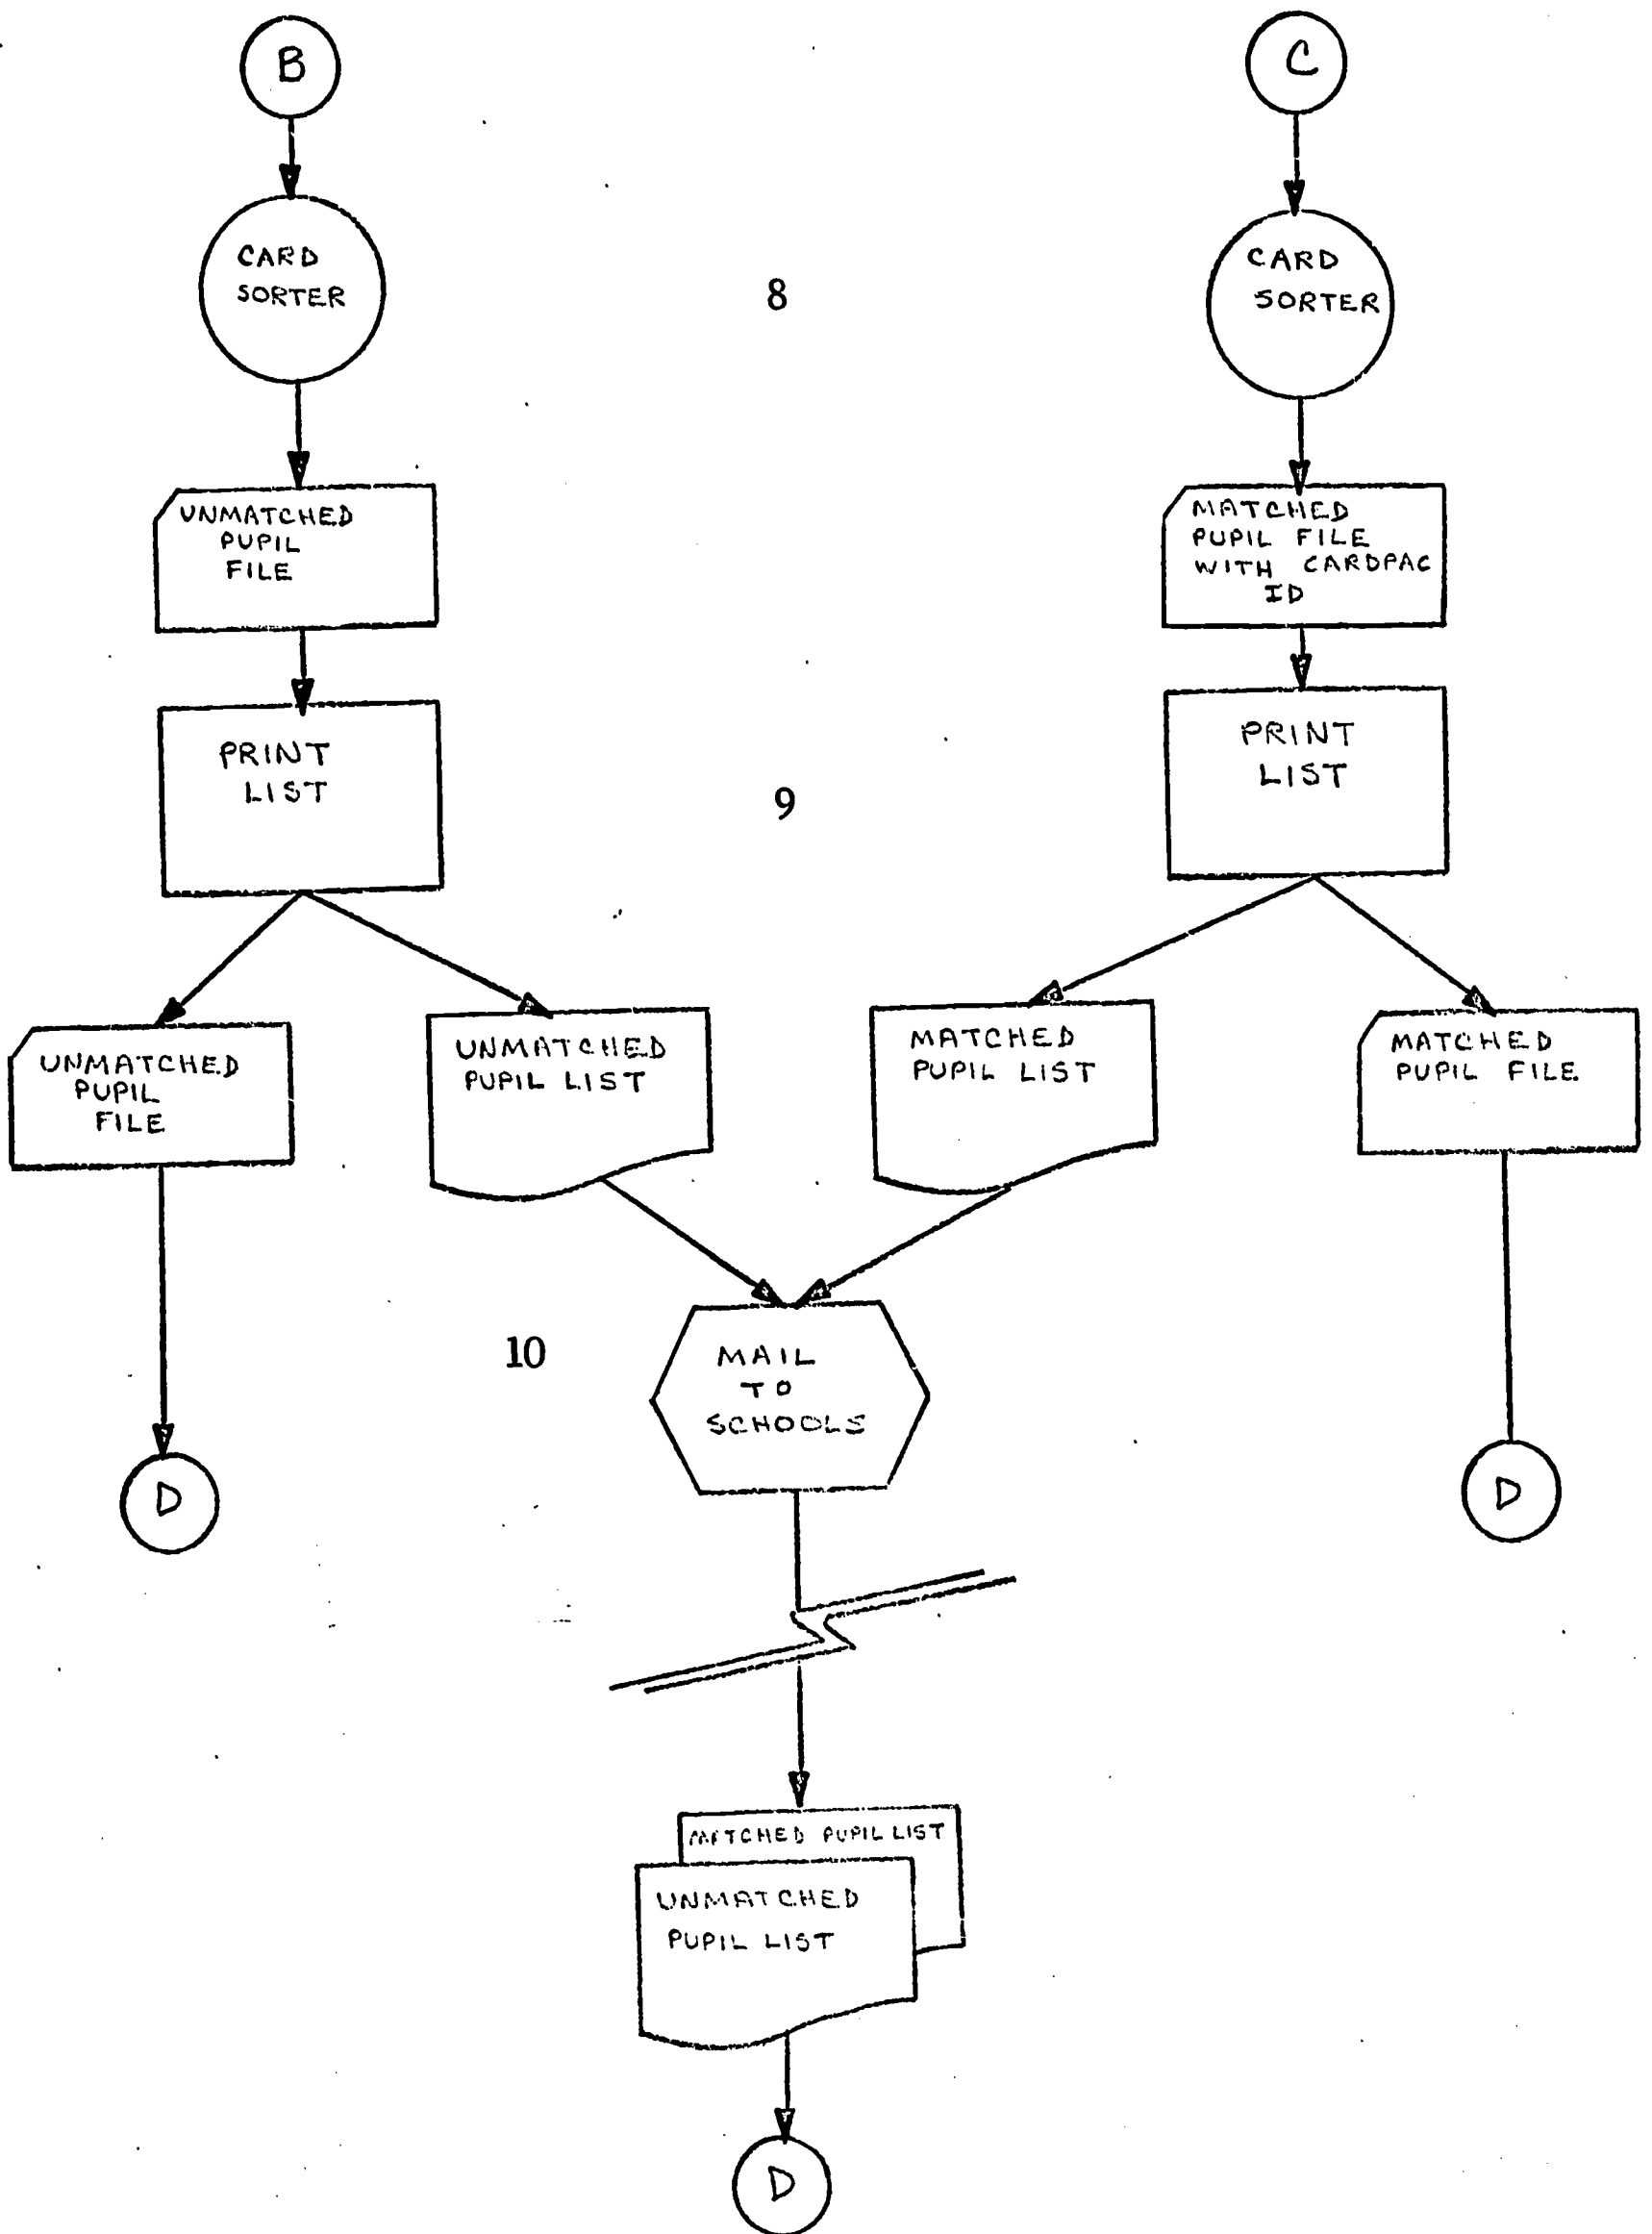 B
C
CARD
SORTER
8
CARD
SORTER
UNMATCHED
PUPIL
FILE
MATCHED
PUPIL FILE
WITH CARDPAC
ID
PRINT
LIST
9
PRINT
LIST
UNMATCHED
PUPIL
FILE
UNMATCHED
PUPIL LIST
MATCHED
PUPIL LIST
MATCHED
PUPIL FILE
10
MAIL
TO
SCHOOLS
D
D
MATCHED PUPIL LIST
UNMATCHED
PUPIL LIST
D